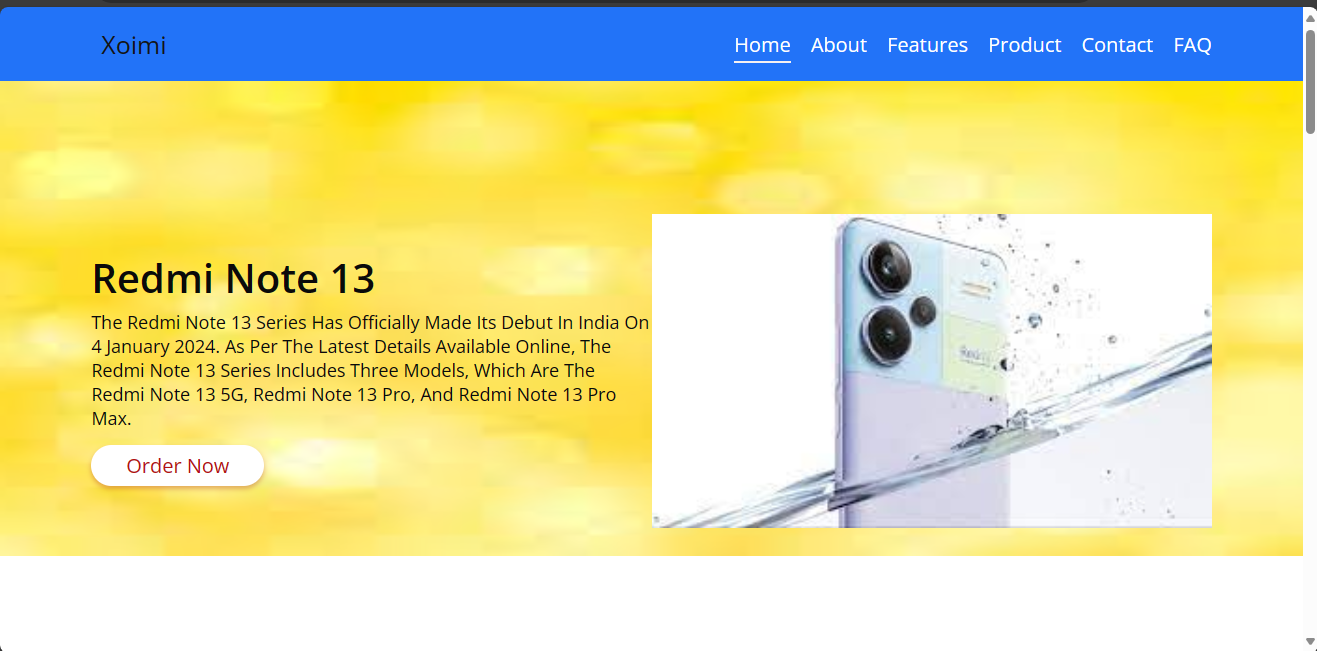 Xoimi
Home About Features Product Contact FAQ
Redmi Note 13
The Redmi Note 13 Series Has Officially Made Its Debut In India On
4 January 2024. As Per The Latest Details Available Online, The
Redmi Note 13 Series Includes Three Models, Which Are The
Redmi Note 13 5G, Redmi Note 13 Pro, And Redmi Note 13 Pro
Max.
Order Now